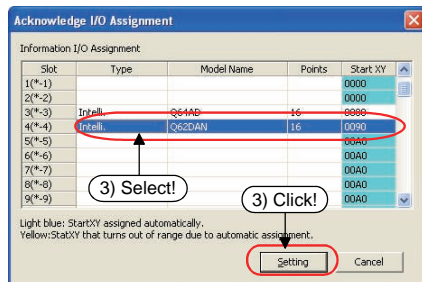 Acknowledge I/O Assignment
Information I/O Assignment
Slot Type Model Name Points Start XY
1(*-1) 0000
2(*-2) 0000
3(*-3) Intelli. Q64AD 16 0080
4(*-4) Intelli. Q62DAN 16 0090
5(*-5) 00A0
6(*-6) 00A0
7(*-7) 00A0
8(*-8) 00A0
9(*-9) 00A0
3) Select!
3) Click!
Light blue: StartXY assigned automatically.
Yellow:StatXY that turns out of range due to automatic assignment.
Setting Cancel